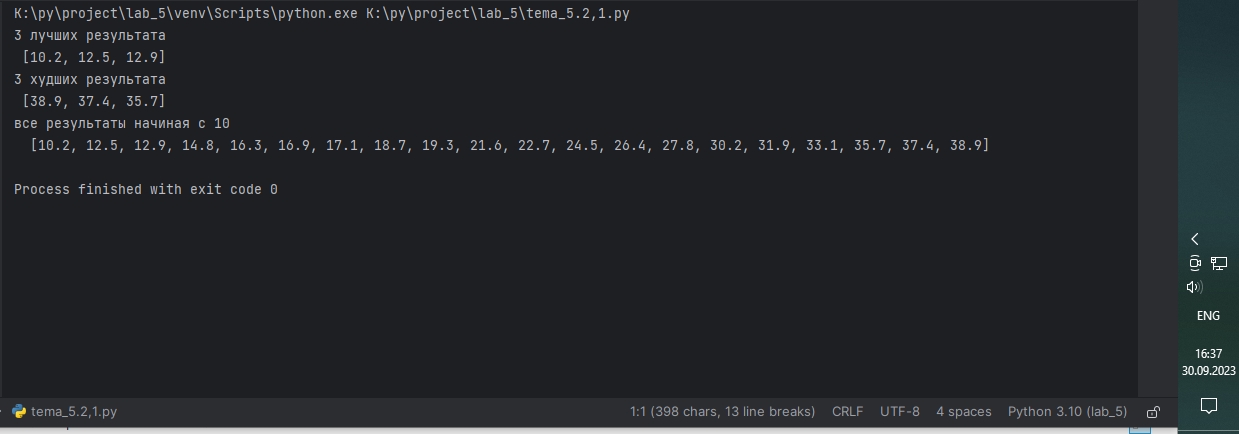 K:\py\project\lab_5\venv\Scripts\python.exe K:\py\project\lab_5\tema_5.2,1.py
3 лучших результата
[10.2, 12.5, 12.9]
3 худших результата
[38.9, 37.4, 35.7]
все результаты начиная с 10
[10.2, 12.5, 12.9, 14.8, 16.3, 16.9, 17.1, 18.7, 19.3, 21.6, 22.7, 24.5, 26.4, 27.8, 30.2, 31.9, 33.1, 35.7, 37.4, 38.9]
Process finished with exit code 0
ENG
16:37
30.09.2023
tema_5.2,1.py 1:1 (398 chars, 13 line breaks) CRLF UTF-8 4 spaces Python 3.10 (lab_5)